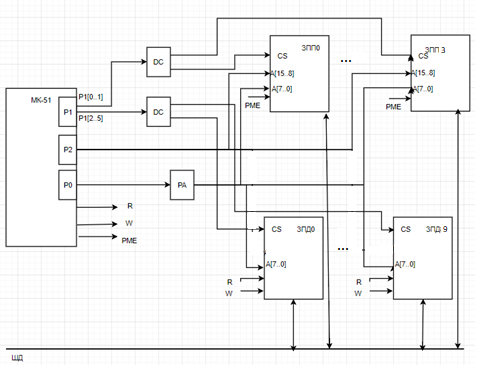 МК-51
P1
P1[0..1]
P1[2..5]
P2
P0
R
W
PME
DC
DC
PA
ЗПП0
CS
A[15..8]
A[7..0]
PME
...
ЗПП 3
CS
A[15..8]
A[7..0]
PME
CS
ЗПД0
A[7..0]
R
W
...
CS
ЗПД 9
A[7..0]
R
W
ЩД